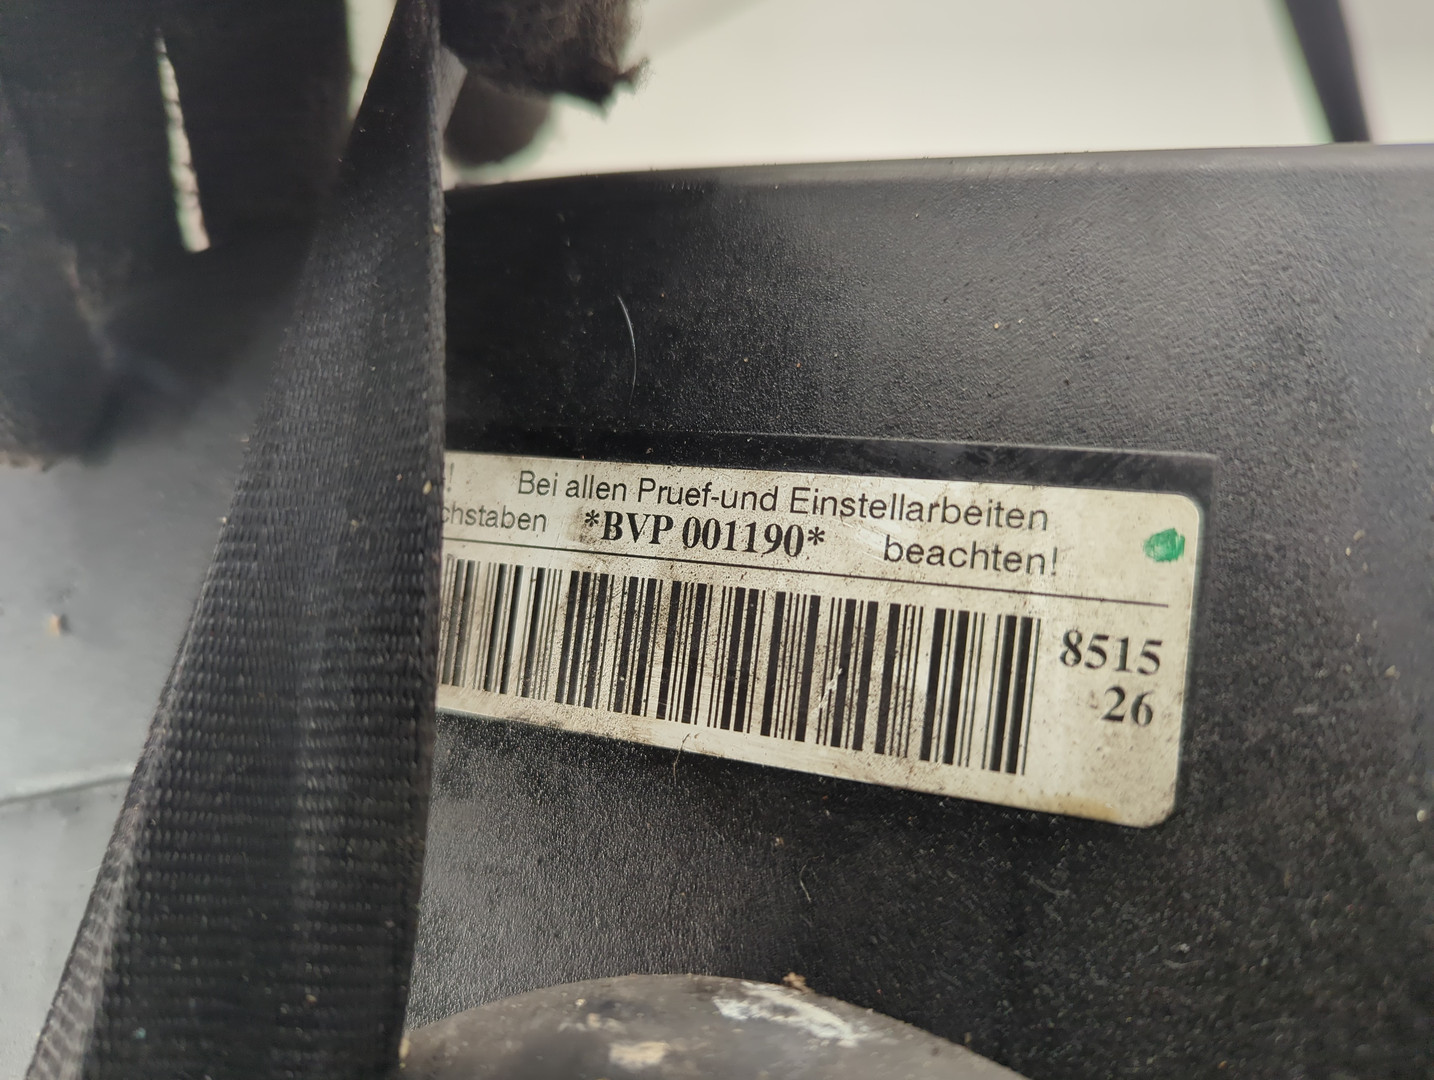 ! Bei allen Pruef-und Einstellarbeiten
chstaben *BVP 001190* beachten!
8515
26